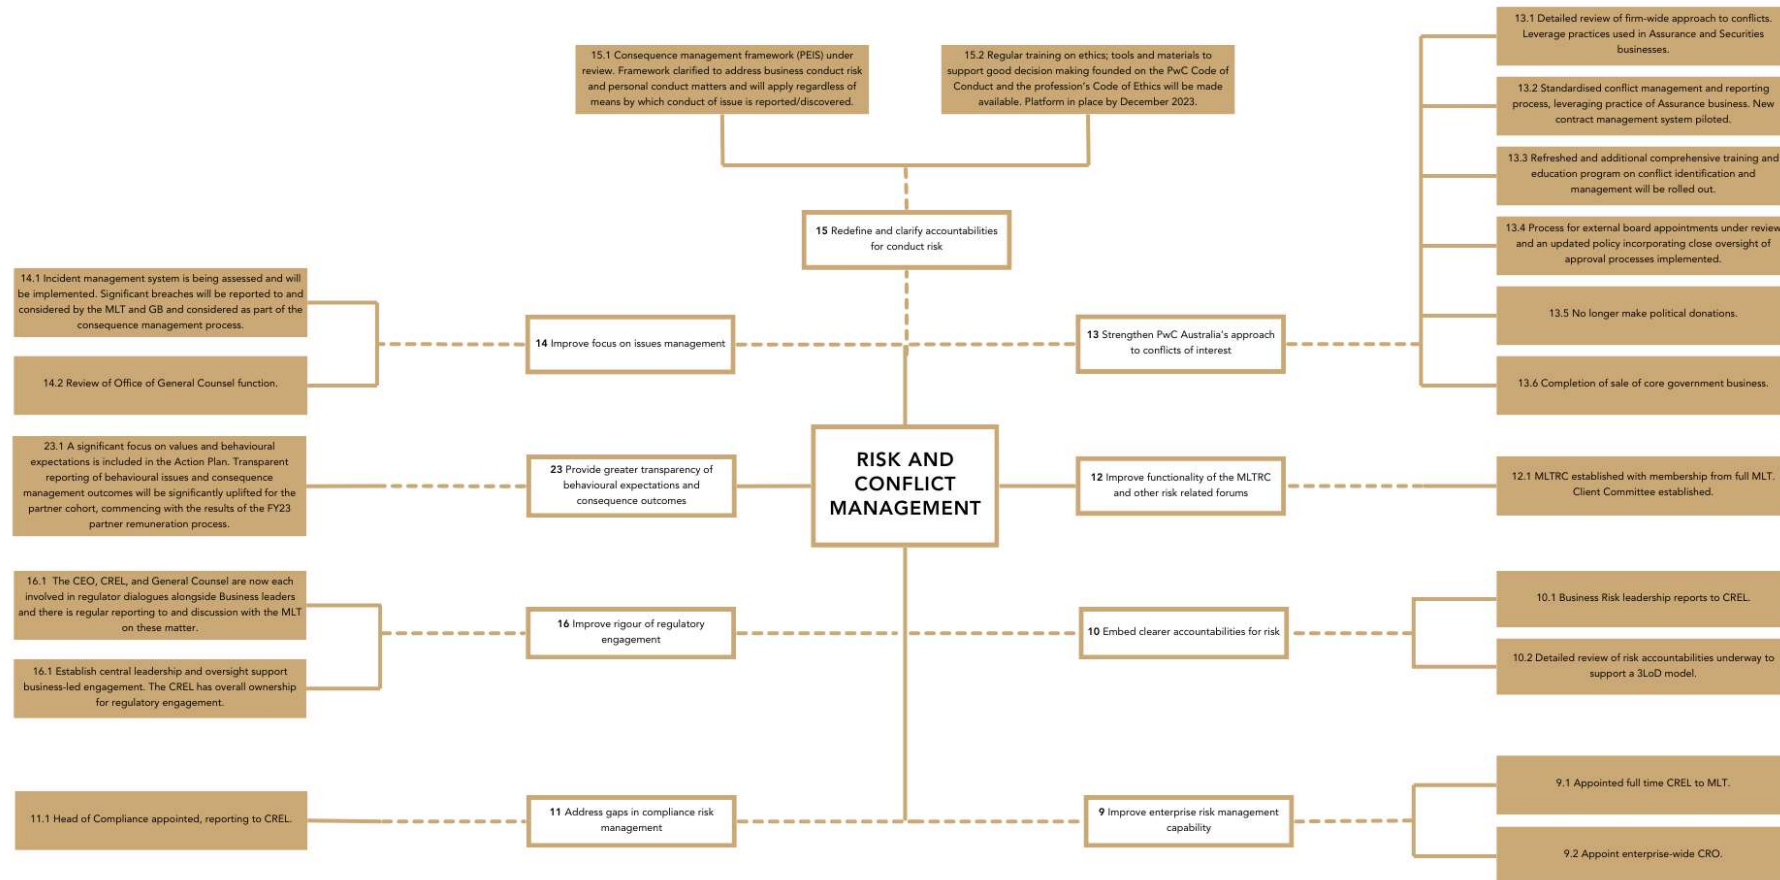 15.1 Consequence management framework (PEIS) under
review. Framework clarified to address business conduct risk
and personal conduct matters and will apply regardless of
means by which conduct of issue is reported/discovered.
15.2 Regular training on ethics; tools and materials to
support good decision making founded on the PwC Code of
Conduct and the profession's Code of Ethics will be made
available. Platform in place by December 2023.
13.1 Detailed review of firm-wide approach to conflicts.
Leverage practices used in Assurance and Securities
businesses.
13.2 Standardised conflict management and reporting
process, leveraging practice of Assurance business. New
contract management system piloted.
13.3 Refreshed and additional comprehensive training and
education program on conflict identification and
management will be rolled out.
13.4 Process for external board appointments under review
and an updated policy incorporating close oversight of
approval processes implemented.
13.5 No longer make political donations.
13.6 Completion of sale of core government business.
15 Redefine and clarify accountabilities
for conduct risk
14.1 Incident management system is being assessed and will
be implemented. Significant breaches will be reported to and
considered by the MLT and GB and considered as part of the
consequence management process.
14.2 Review of Office of General Counsel function.
14 Improve focus on issues management
13 Strengthen PwC Australia's approach
to conflicts of interest
23.1 A significant focus on values and behavioural
expectations is included in the Action Plan. Transparent
reporting of behavioural issues and consequence
management outcomes will be significantly uplifted for the
partner cohort, commencing with the results of the FY23
partner remuneration process.
23 Provide greater transparency of
behavioural expectations and
consequence outcomes
RISK AND
CONFLICT
MANAGEMENT
12 Improve functionality of the MLTRC
and other risk related forums
12.1 MLTRC established with membership from full MLT.
Client Committee established.
16.1 The CEO, CREL, and General Counsel are now each
involved in regulator dialogues alongside Business leaders
and there is regular reporting to and discussion with the MLT
on these matter.
16.1 Establish central leadership and oversight support
business-led engagement. The CREL has overall ownership
for regulatory engagement.
16 Improve rigour of regulatory
engagement
10 Embed clearer accountabilities for risk
10.1 Business Risk leadership reports to CREL.
10.2 Detailed review of risk accountabilities underway to
support a 3LoD model.
11.1 Head of Compliance appointed, reporting to CREL.
11 Address gaps in compliance risk
management
9 Improve enterprise risk management
capability
9.1 Appointed full time CREL to MLT.
9.2 Appoint enterprise-wide CRO.